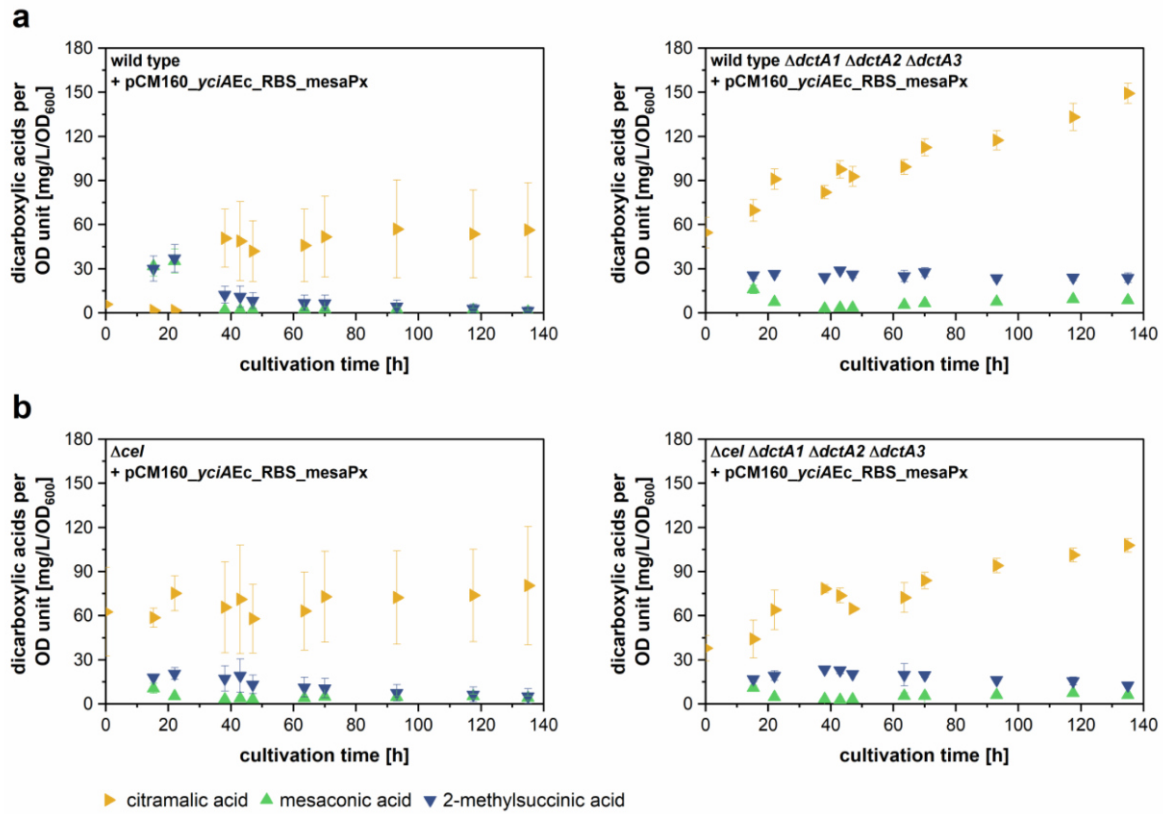 a
wild type
+ pCM160_yciAEc_RBS_mesaPx
dicarboxylic acids per
OD unit [mg/L/OD600]
180
150
120
90
60
30
0
0 20 40 60 80 100 120 140
cultivation time [h]
wild type ΔdctA1 ΔdctA2 ΔdctA3
+ pCM160_yciAEc_RBS_mesaPx
dicarboxylic acids per
OD unit [mg/L/OD600]
180
150
120
90
60
30
0
0 20 40 60 80 100 120 140
cultivation time [h]
b
Δcel
+ pCM160_yciAEc_RBS_mesaPx
dicarboxylic acids per
OD unit [mg/L/OD600]
180
150
120
90
60
30
0
0 20 40 60 80 100 120 140
cultivation time [h]
Δcel ΔdctA1 ΔdctA2 ΔdctA3
+ pCM160_yciAEc_RBS_mesaPx
dicarboxylic acids per
OD unit [mg/L/OD600]
180
150
120
90
60
30
0
0 20 40 60 80 100 120 140
cultivation time [h]
citramalic acid mesaconic acid 2-methylsuccinic acid